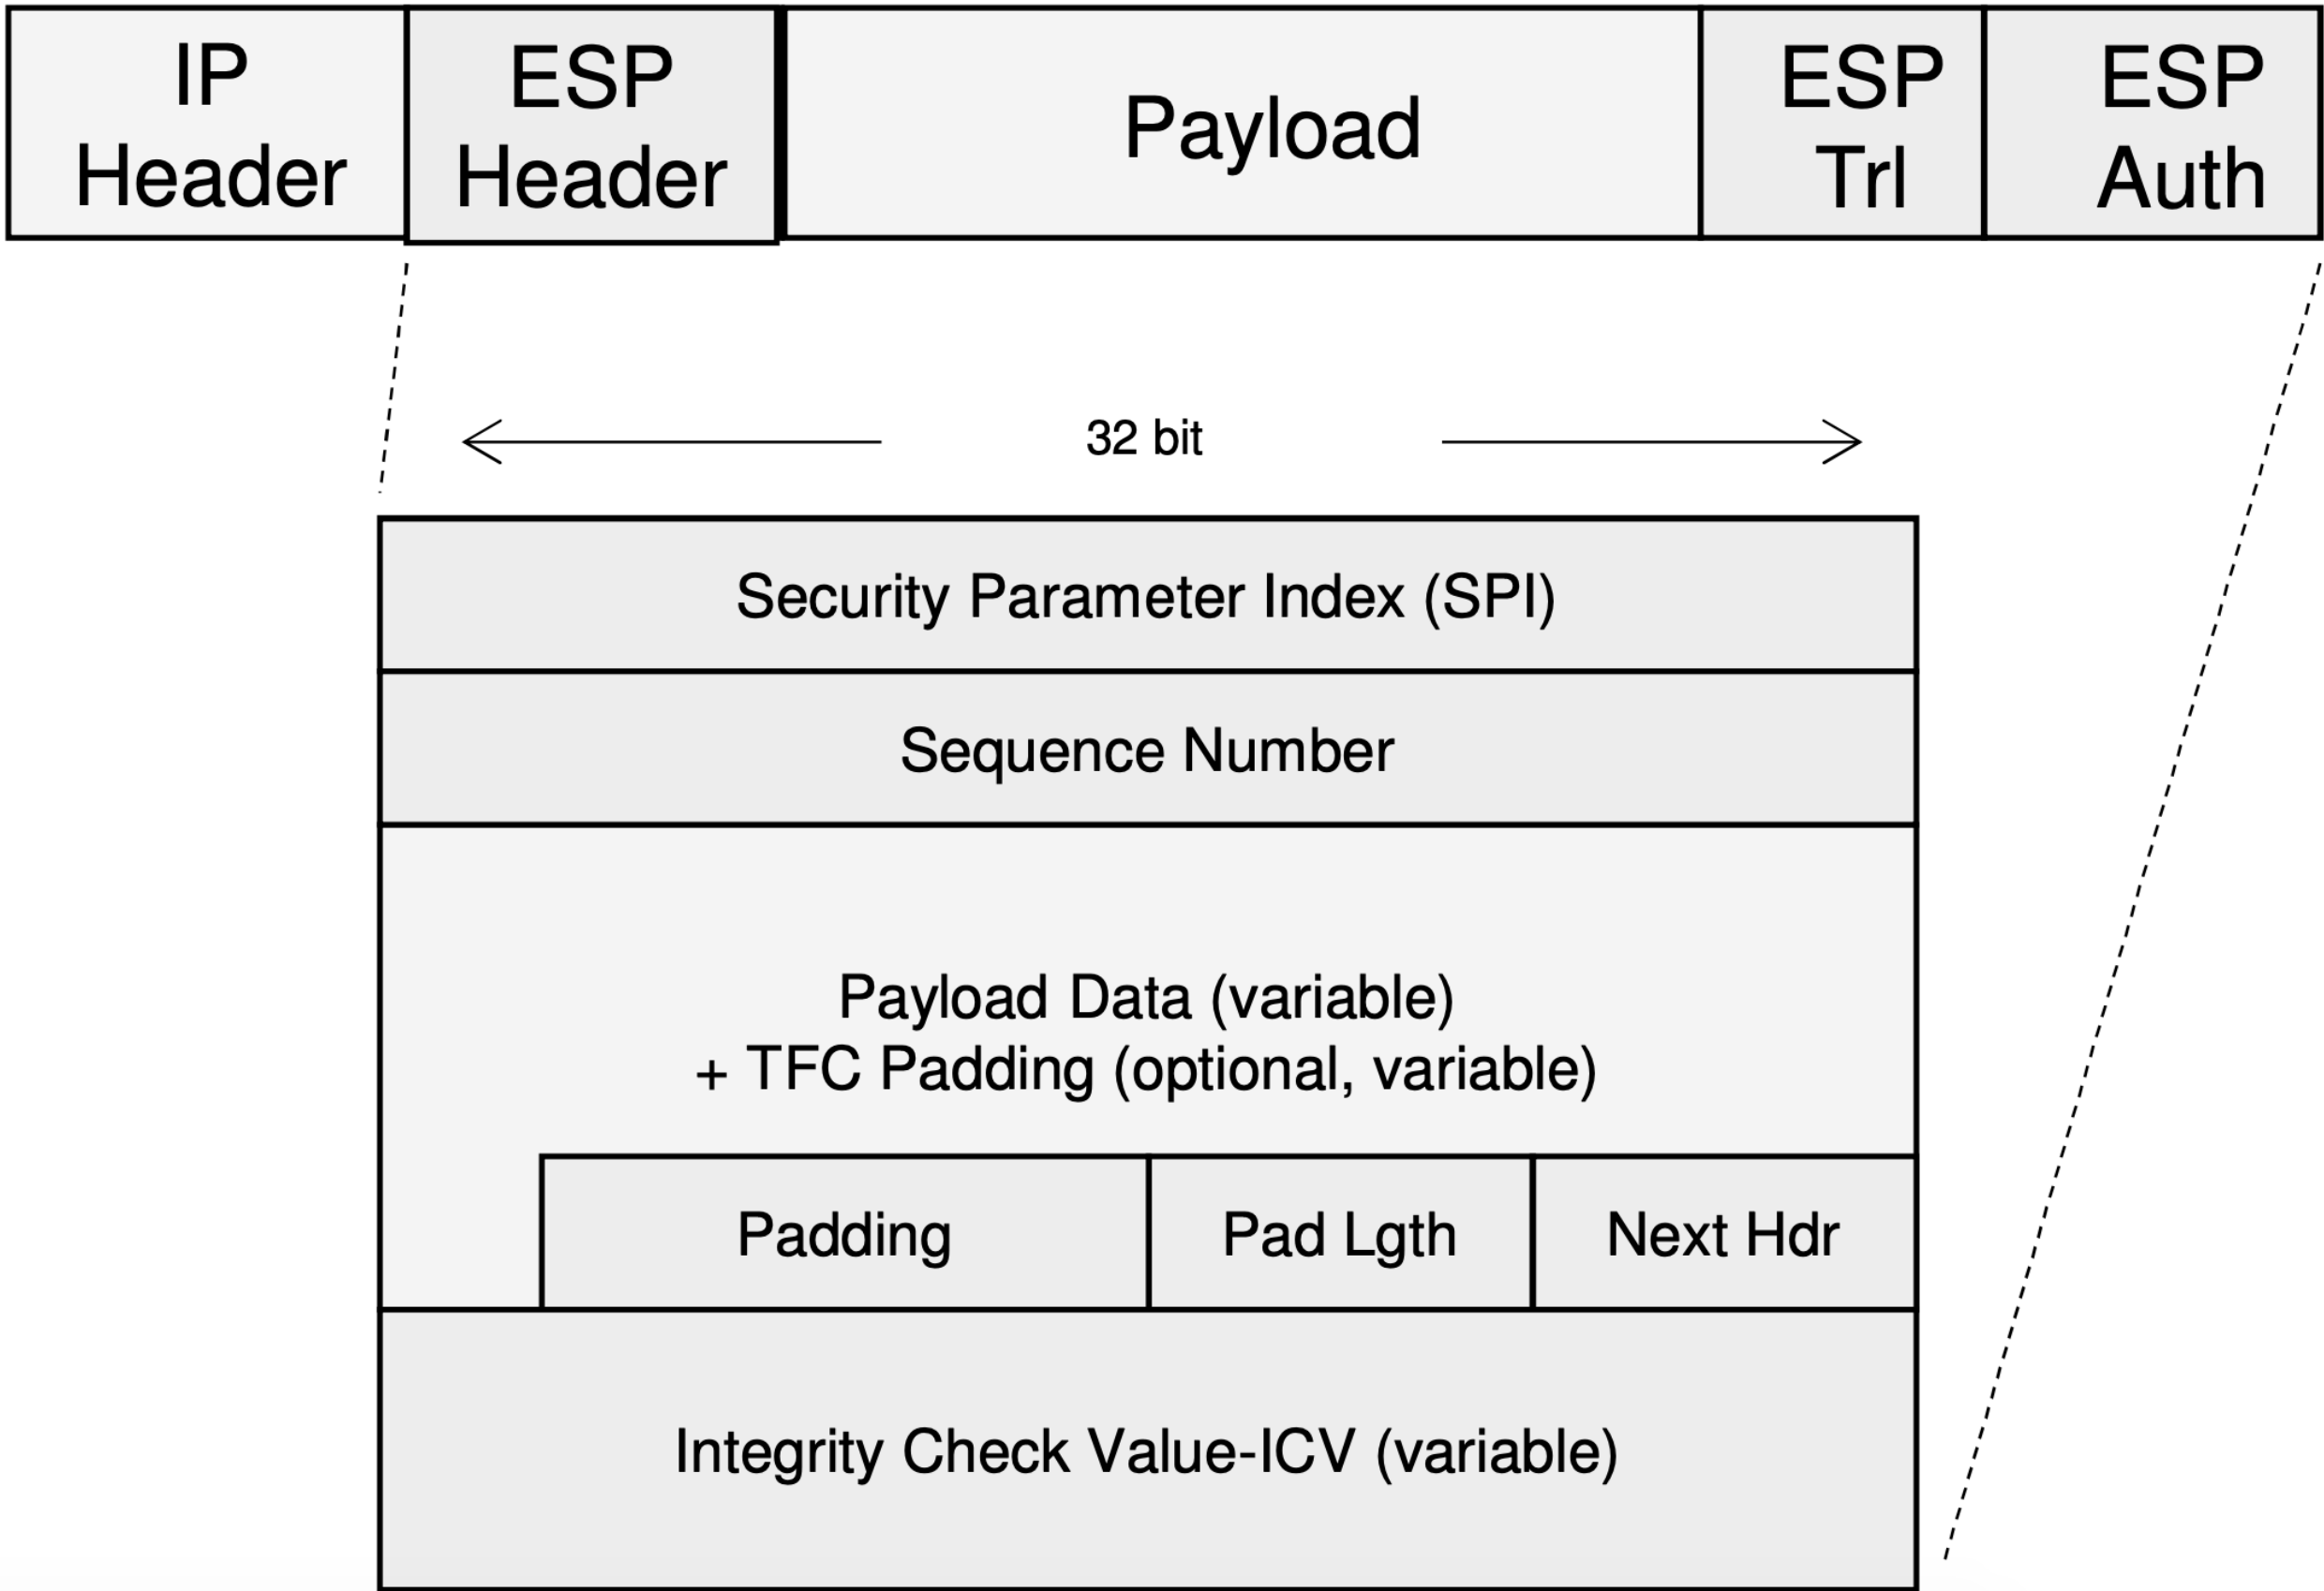 IP
Header
ESP
Header
Payload
ESP
Trl
ESP
Auth
32 bit
Security Parameter Index (SPI)
Sequence Number
Payload Data (variable)
+ TFC Padding (optional, variable)
Padding
Pad Lgth
Next Hdr
Integrity Check Value-ICV (variable)